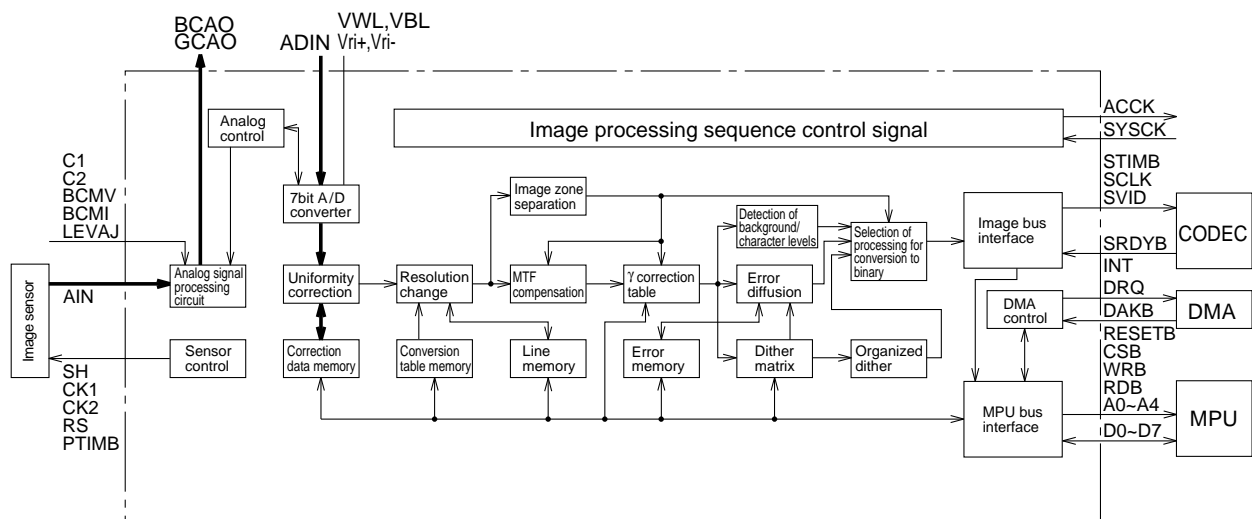 BCAO
GCAO
ADIN
VWL,VBL
Vri+,Vri-
Analog
control
Image processing sequence control signal
ACCK
SYSCK
C1
C2
BCMV
BCMI
LEVAJ
7bit A/D
converter
Image zone
separation
Detection of
background/
character levels
Selection of
processing for
conversion to
binary
Image bus
interface
STIMB
SCLK
SVID
SRDYB
INT
CODEC
Image sensor
AIN
Analog signal
processing
circuit
Uniformity
correction
Resolution
change
MTF
compensation
γ correction
table
Error
diffusion
DMA
control
DRQ
DAKB
DMA
Sensor
control
Correction
data memory
Conversion
table memory
Line
memory
Error
memory
Dither
matrix
Organized
dither
RESETB
CSB
WRB
RDB
A0~A4
D0~D7
MPU bus
interface
MPU
SH
CK1
CK2
RS
PTIMB